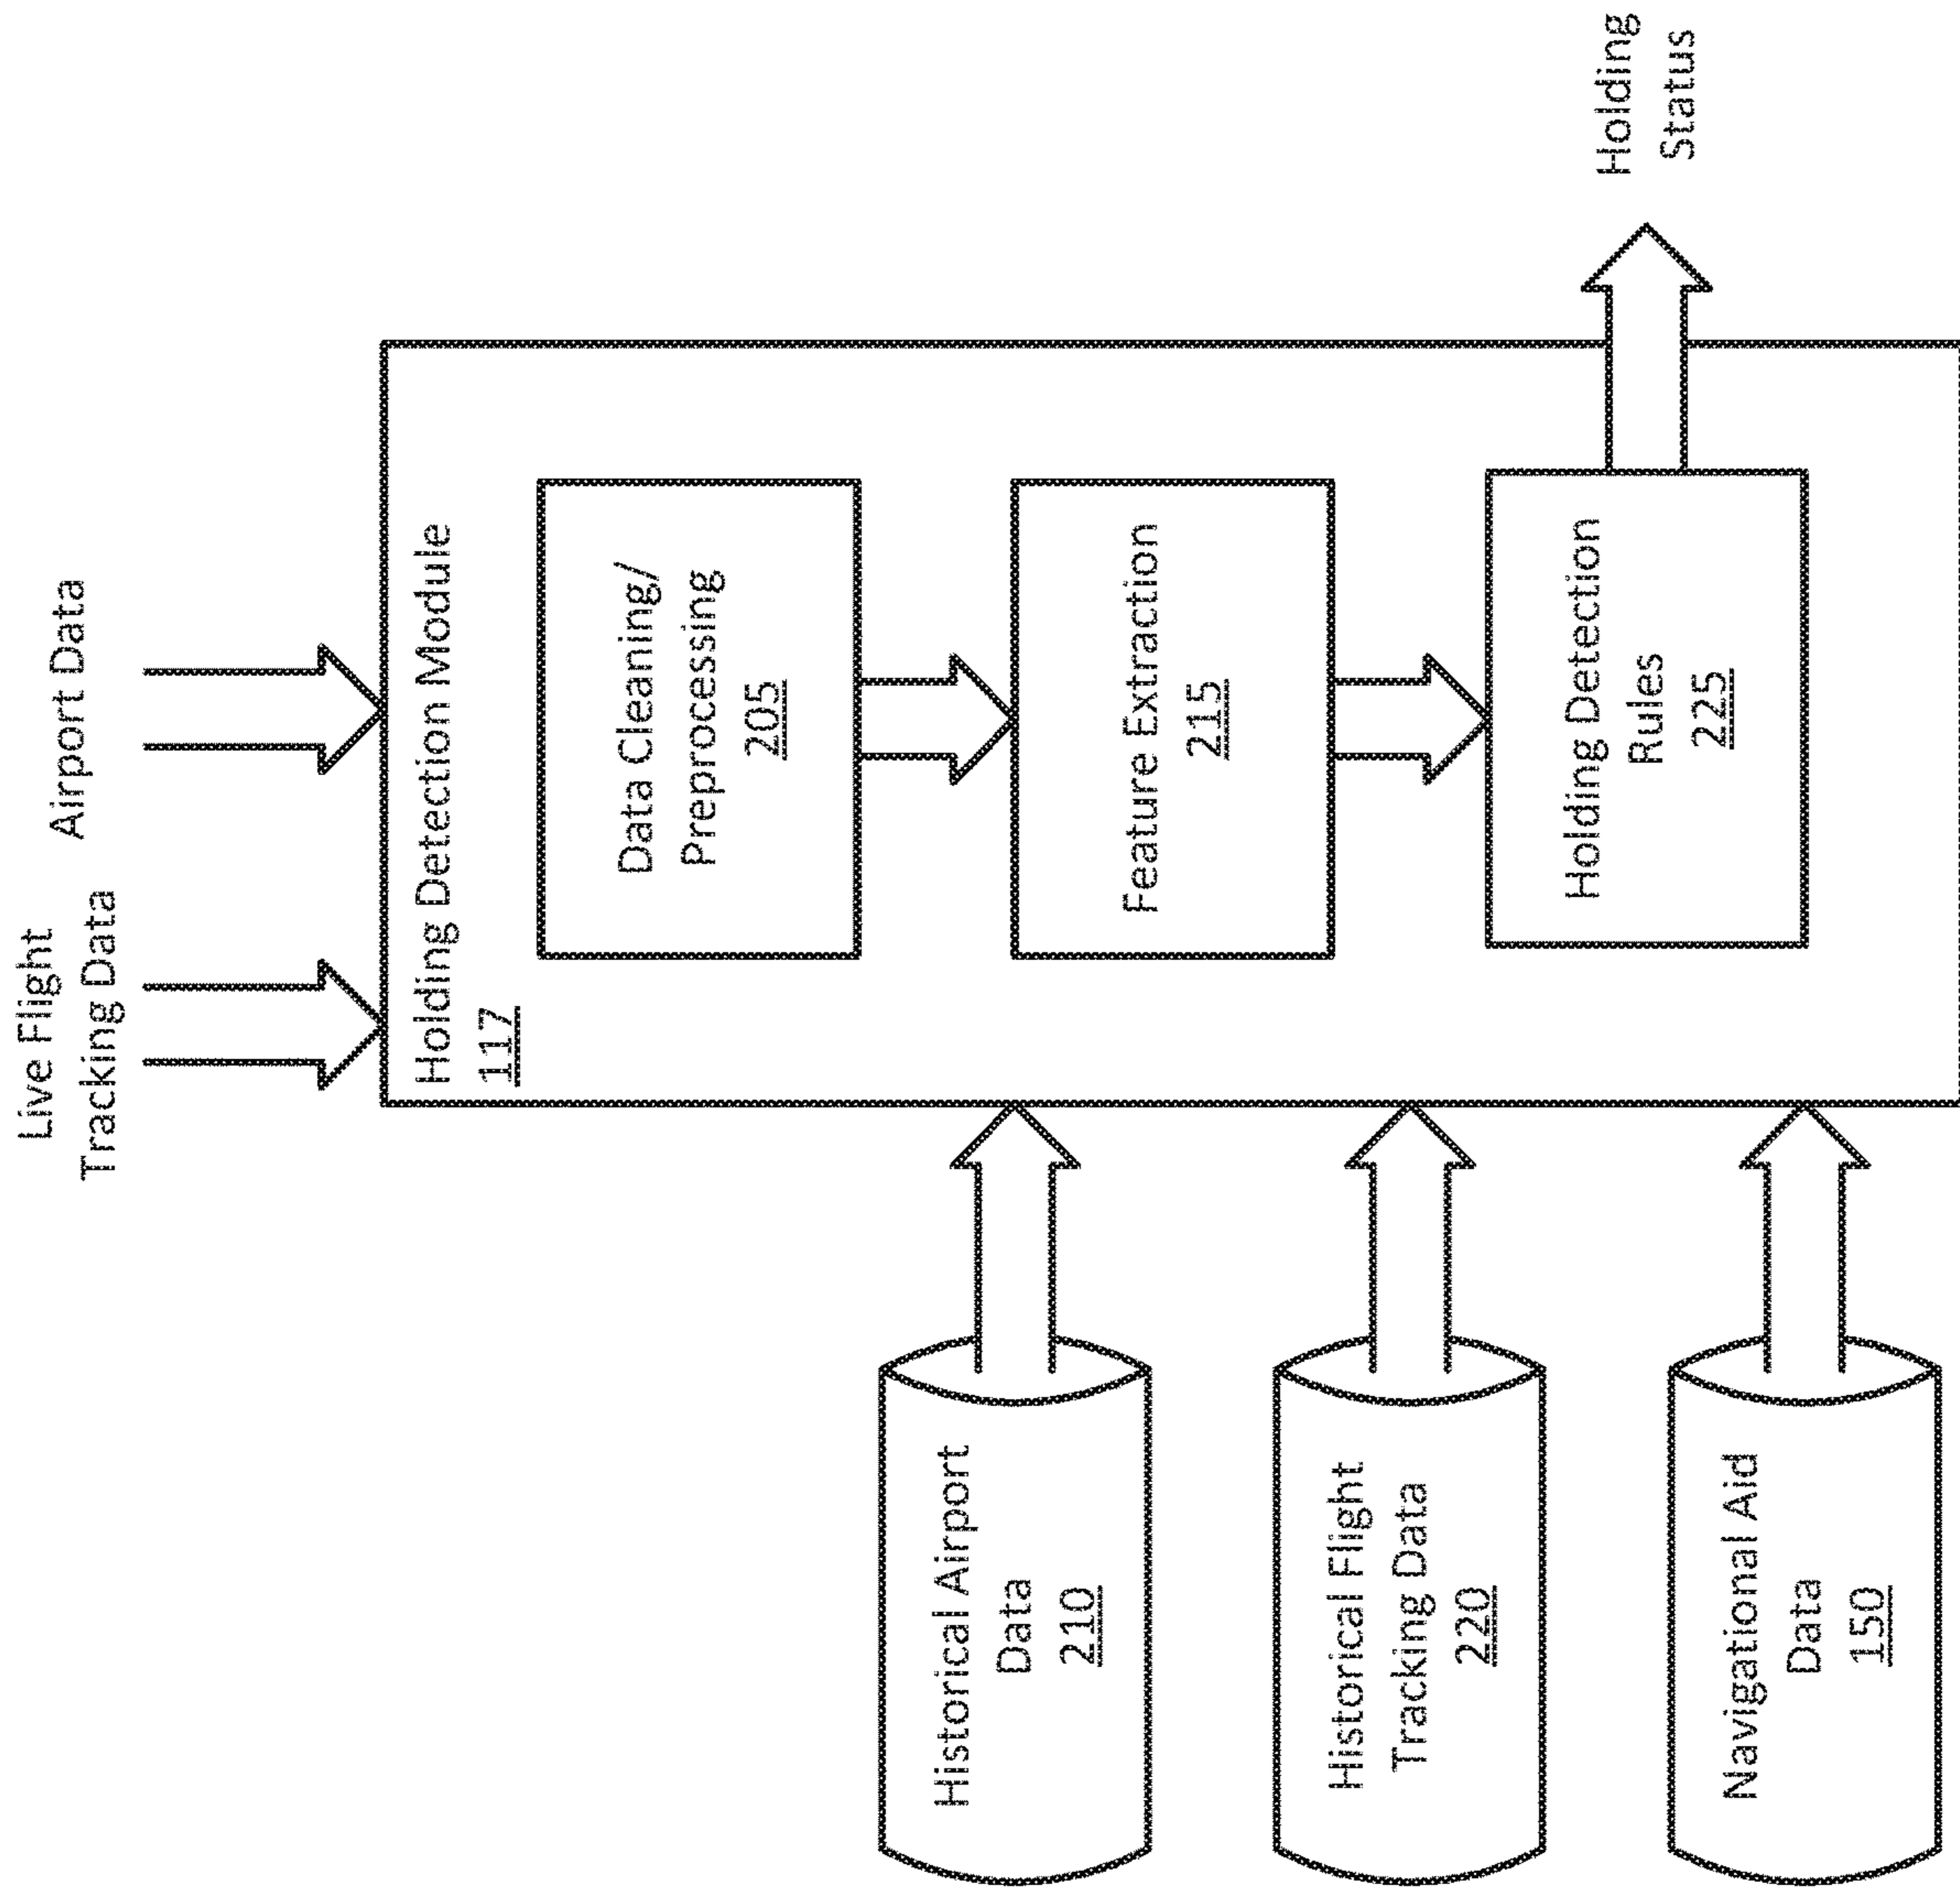 Live Flight
Tracking Data
Airport Data
Holding Detection Module
117
Data Cleaning/
Preprocessing
205
Feature Extraction
215
Holding Detection
Rules
225
Holding
Status
Historical Airport
Data
210
Historical Flight
Tracking Data
220
Navigational Aid
Data
150